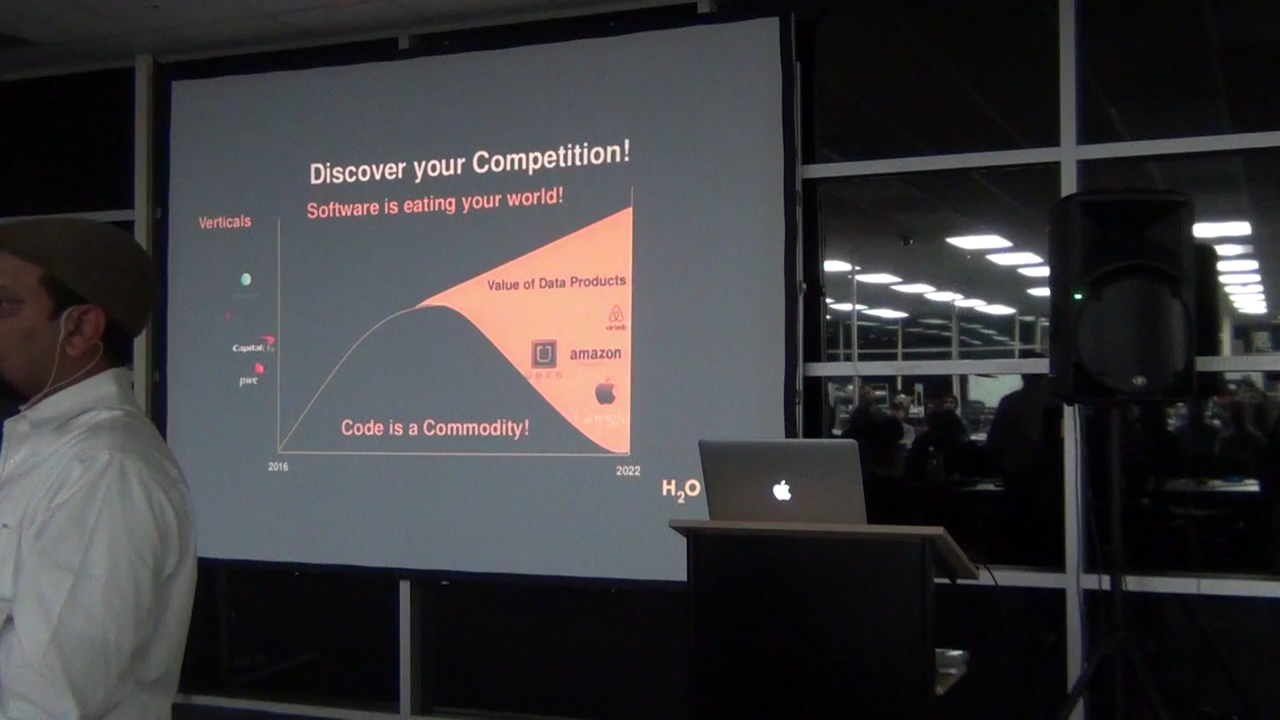 Discover your Competition!
Software is eating your world!
Verticals
Value of Data Products
airbnb
Capital One
UBER
amazon
pwc
Code is a Commodity!
2016
2022
H2O